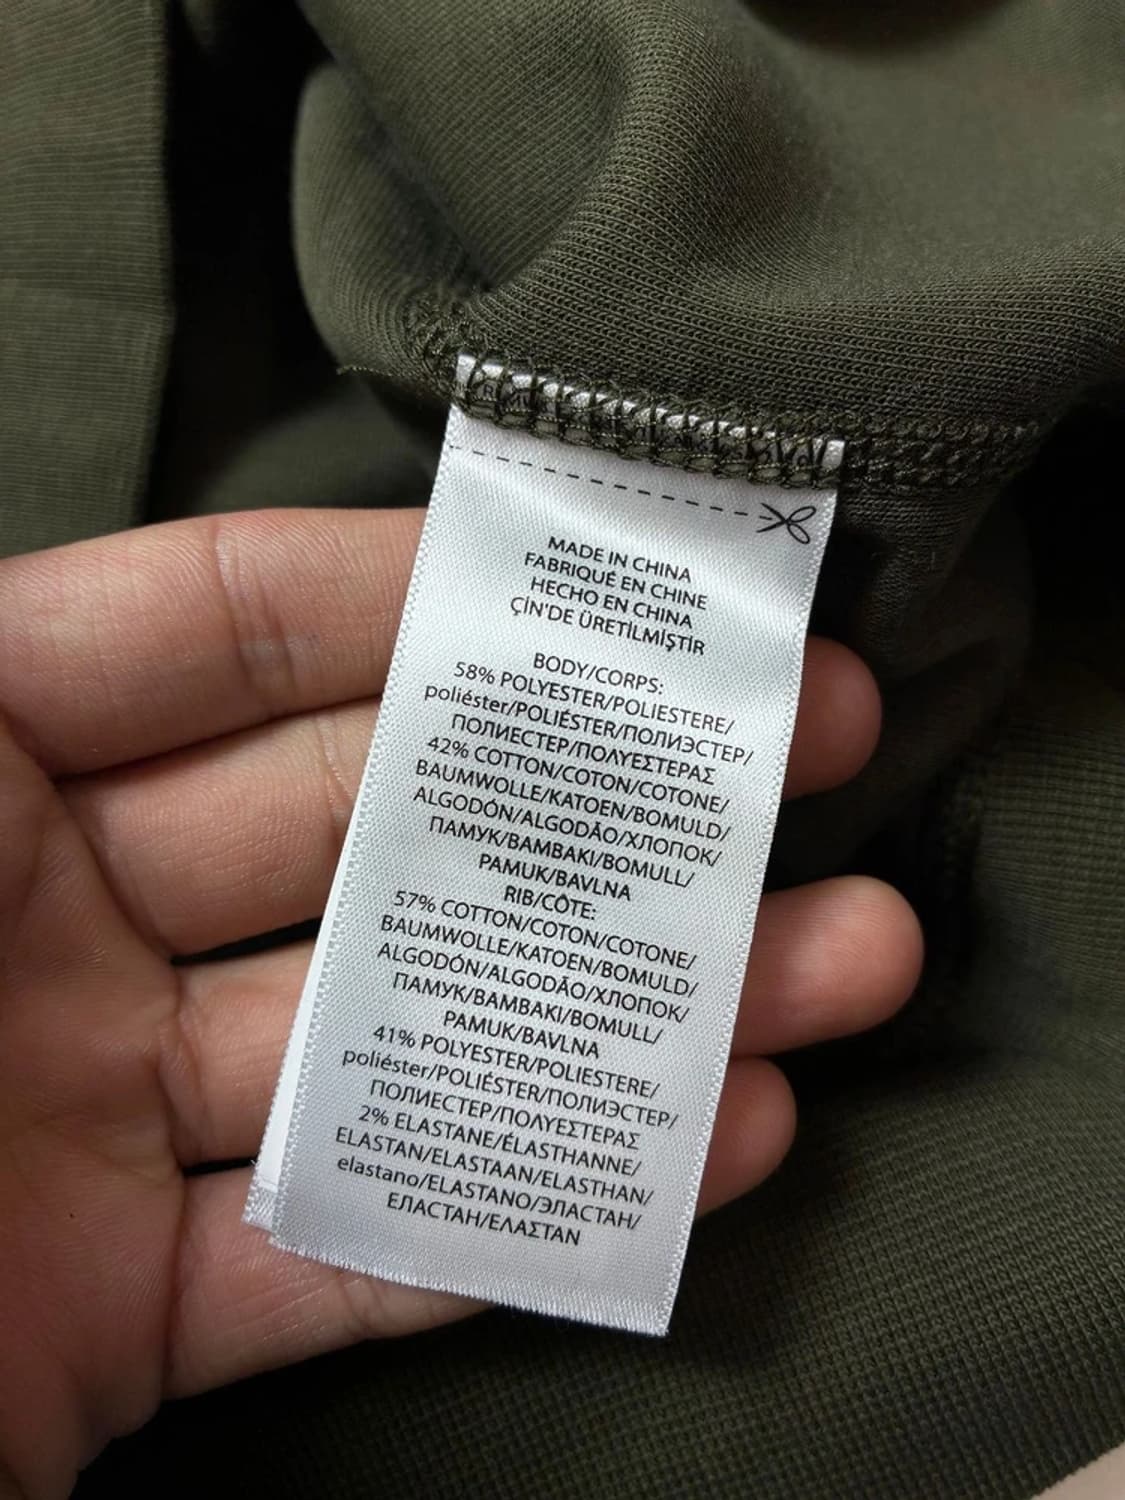 MADE IN CHINA
FABRIQUÉ EN CHINE
HECHO EN CHINA
ÇİN'DE ÜRETİLMİŞTİR
BODY/CORPS:
58% POLYESTER/POLIESTERE/
poliéster/POLIÉSTER/ПОЛИЭСТЕР/
ПОЛИЕСТЕР/ΠΟΛΥΕΣΤΕΡΑΣ
42% COTTON/COTON/COTONE/
BAUMWOLLE/KATOEN/BOMULD/
ALGODÓN/ALGODÃO/ХЛОПОК/
ПАМУК/BAMBAKI/BOMULL/
PAMUK/BAVLNA
RIB/CÔTE:
57% COTTON/COTON/COTONE/
BAUMWOLLE/KATOEN/BOMULD/
ALGODÓN/ALGODÃO/ХЛОПОК/
ПАМУК/BAMBAKI/BOMULL/
PAMUK/BAVLNA
41% POLYESTER/POLIESTERE/
poliéster/POLIÉSTER/ПОЛИЭСТЕР/
ПОЛИЕСТЕР/ΠΟΛΥΕΣΤΕΡΑΣ
2% ELASTANE/ÉLASTHANNE/
ELASTAN/ELASTAAN/ELASTHAN/
elastano/ELASTANO/ЭЛАСТАН/
ЕЛАСТАН/ΕΛΑΣΤΑΝ